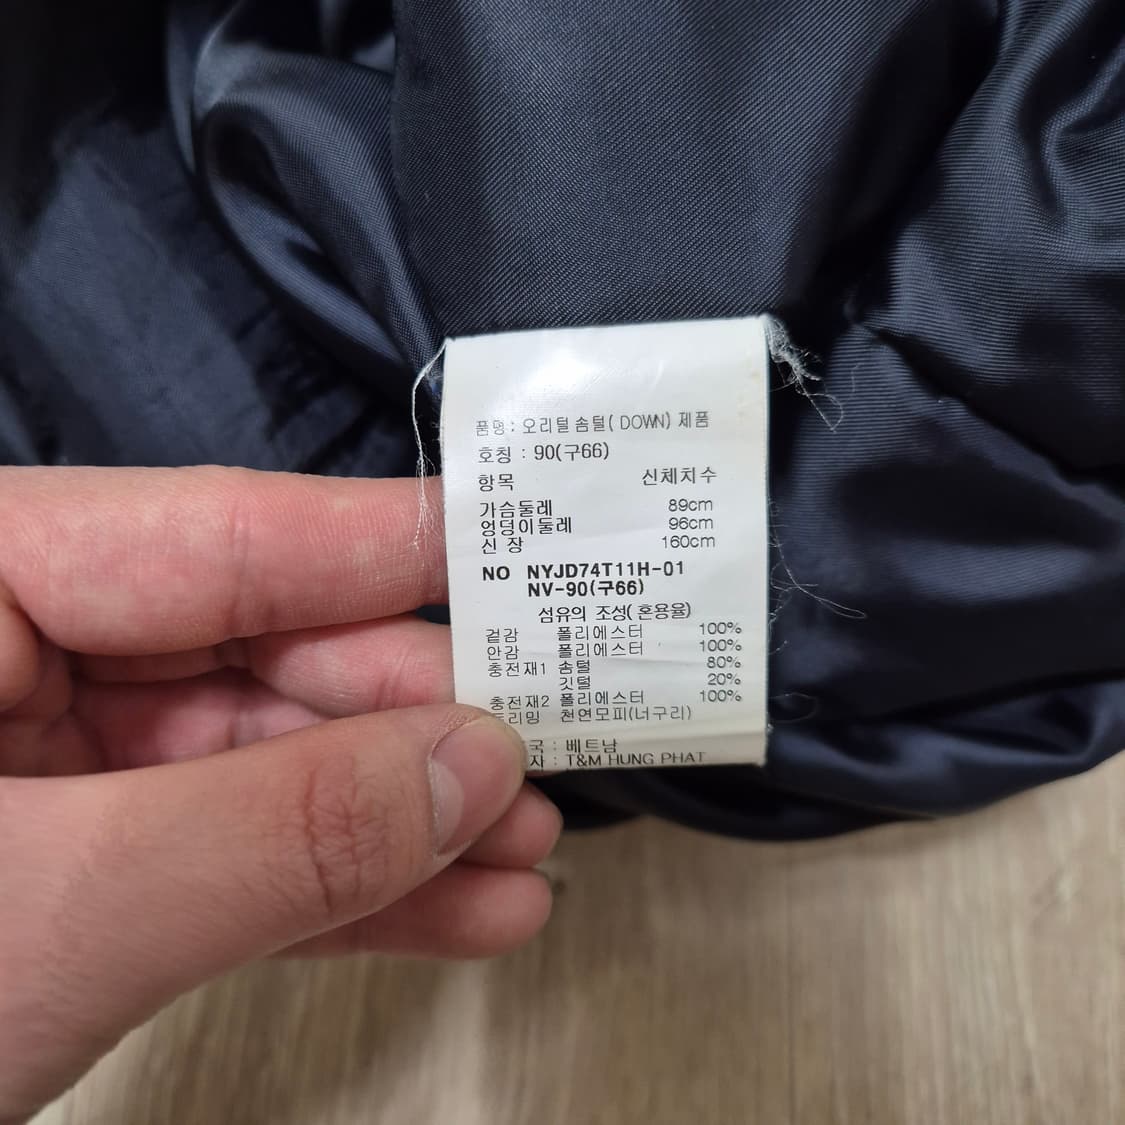 품명: 오리털 솜털( DOWN) 제품
호칭 : 90(구66)
항목 신체치수
가슴둘레 89cm
엉덩이둘레 96cm
신 장 160cm
NO NYJD74T11H-01
NV-90(구66)
섬유의 조성( 혼용율)
겉감 폴리에스터 100%
안감 폴리에스터 100%
충전재1 솜털 80%
깃털 20%
충전재2 폴리에스터 100%
트리밍 천연모피(너구리)
국 : 베트남
자 : T&M HUNG PHAT